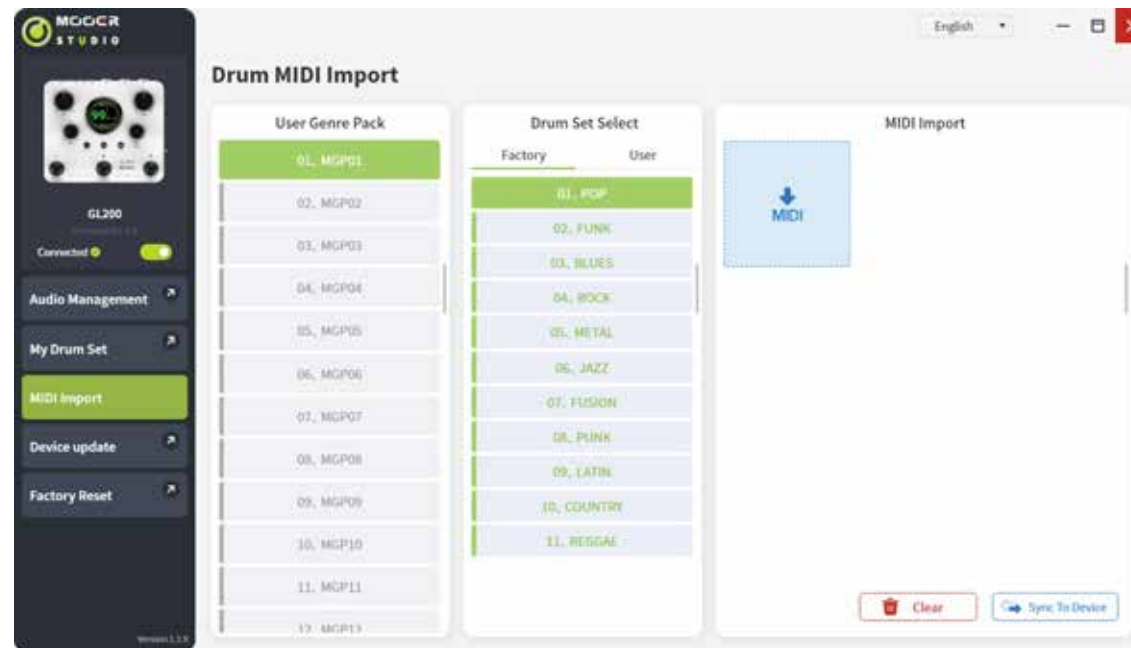 MOOER
STUDIO
English
GL200
Connected
Audio Management
My Drum Set
MIDI Import
Device update
Factory Reset
Drum MIDI Import
User Genre Pack
01、MGP01
02、MGP02
03、MGP03
04、MGP04
05、MGP05
06、MGP06
07、MGP07
08、MGP08
09、MGP09
10、MGP10
11、MGP11
12、MGP12
Drum Set Select
Factory User
01、POP
02、FUNK
03、BLUES
04、ROCK
05、METAL
06、JAZZ
07、FUSION
08、PUNK
09、LATIN
10、COUNTRY
11、REGGAE
MIDI Import
MIDI
Clear
Sync To Device